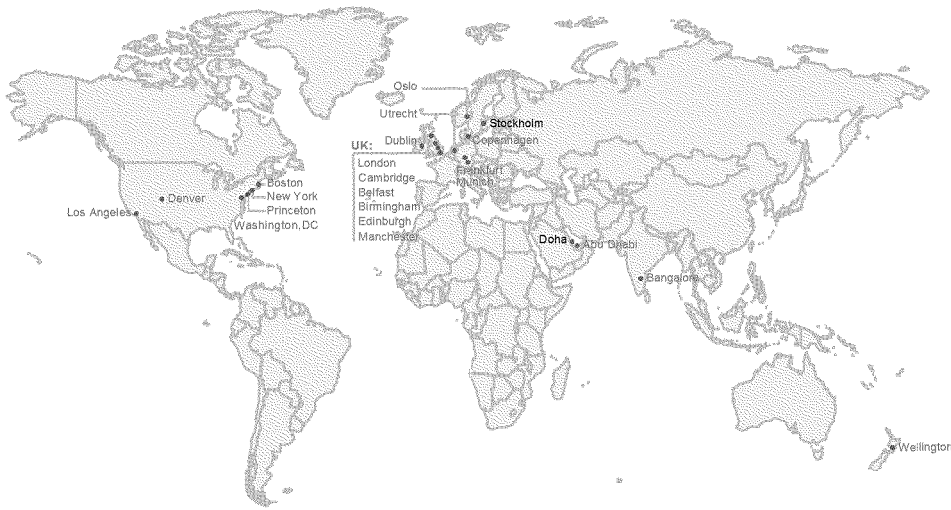 Oslo
Utrecht
Stockholm
Dublin
Copenhagen
UK:
London
Cambridge
Belfast
Birmingham
Edinburgh
Manchester
Frankfurt
Munich
Boston
New York
Princeton
Washington,DC
Denver
Los Angeles
Doha
Abu Dhabi
Bangalore
Wellington